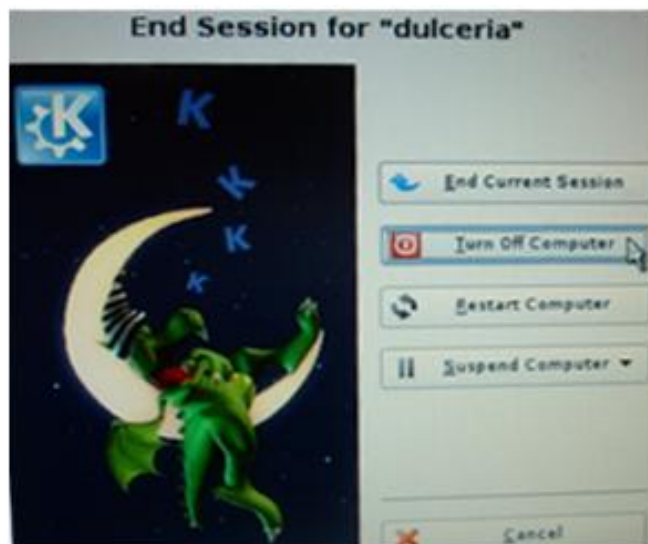 End Session for "dulceria"
K
K
K
K
K
End Current Session
Turn Off Computer
Restart Computer
Suspend Computer
Cancel